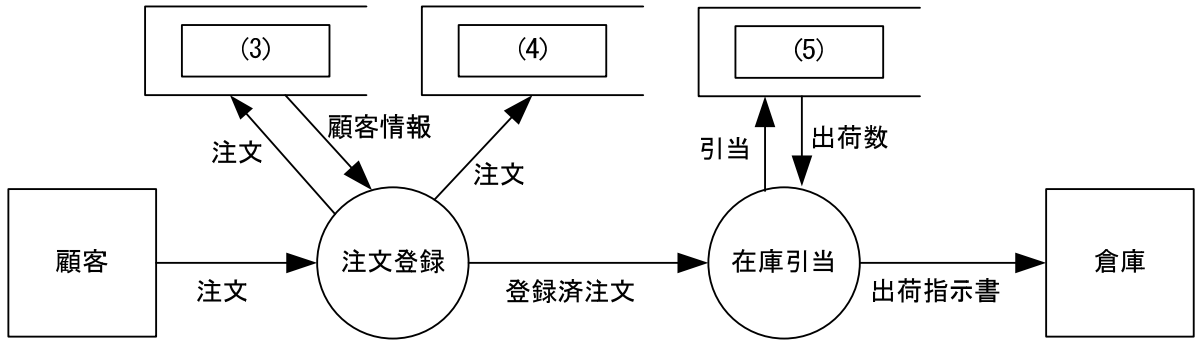 (3)
(4)
(5)
顧客情報
注文
注文
引当
出荷数
顧客
注文登録
在庫引当
倉庫
注文
登録済注文
出荷指示書